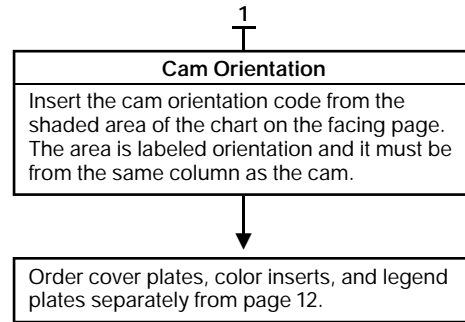 1
Cam Orientation
Insert the cam orientation code from the
shaded area of the chart on the facing page.
The area is labeled orientation and it must be
from the same column as the cam.
Order cover plates, color inserts, and legend
plates separately from page 12.